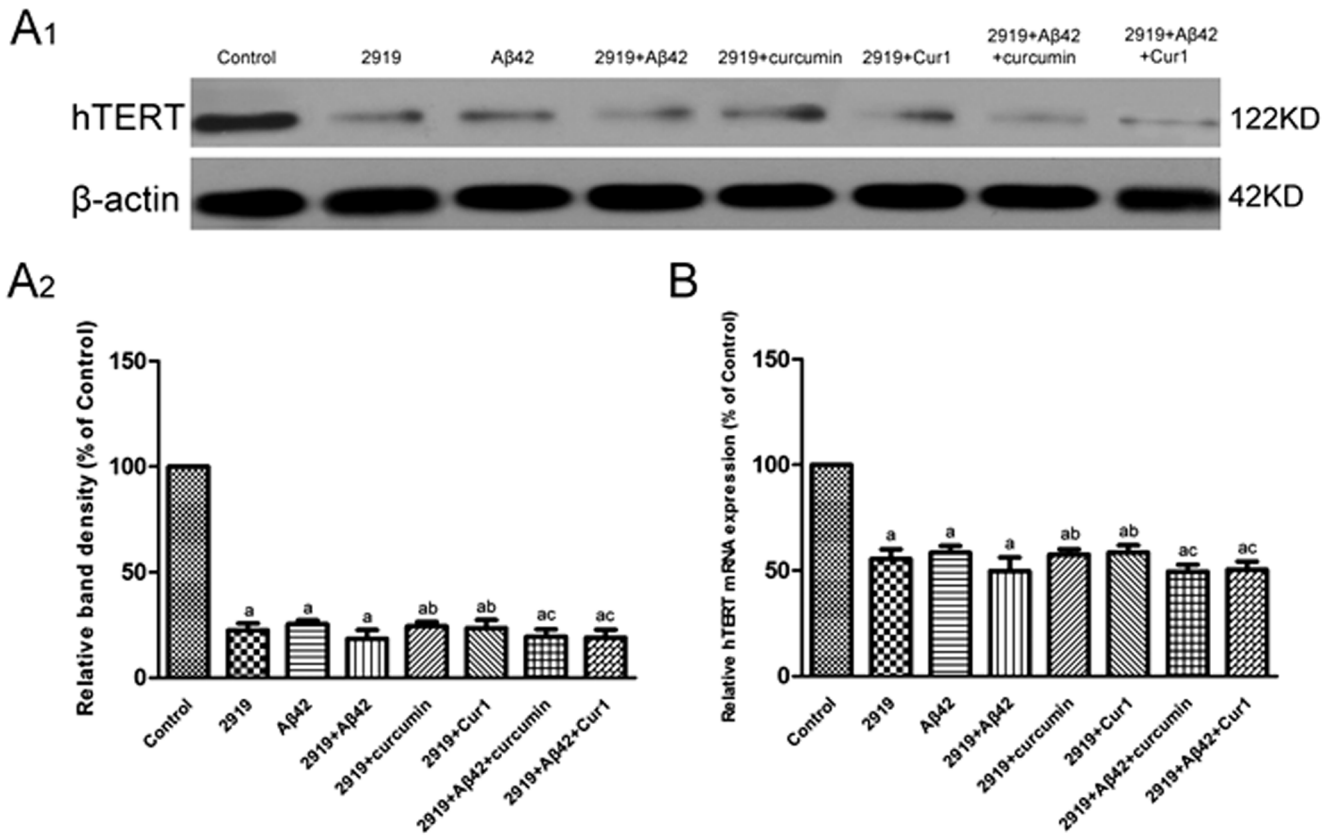 A1
Control 2919 Aβ42 2919+Aβ42 2919+curcumin 2919+Cur1 2919+Aβ42 +curcumin 2919+Aβ42 +Cur1
hTERT 122KD
β-actin 42KD
A2
Relative band density (% of Control)
150
100
50
0
a a a ab ab ac ac
Control 2919 Aβ42 2919+Aβ42 2919+curcumin 2919+Cur1 2919+Aβ42+curcumin 2919+Aβ42+Cur1
B
Relative hTERT mRNA expression (% of Control)
150
100
50
0
a a a ab ab ac ac
Control 2919 Aβ42 2919+Aβ42 2919+curcumin 2919+Cur1 2919+Aβ42+curcumin 2919+Aβ42+Cur1